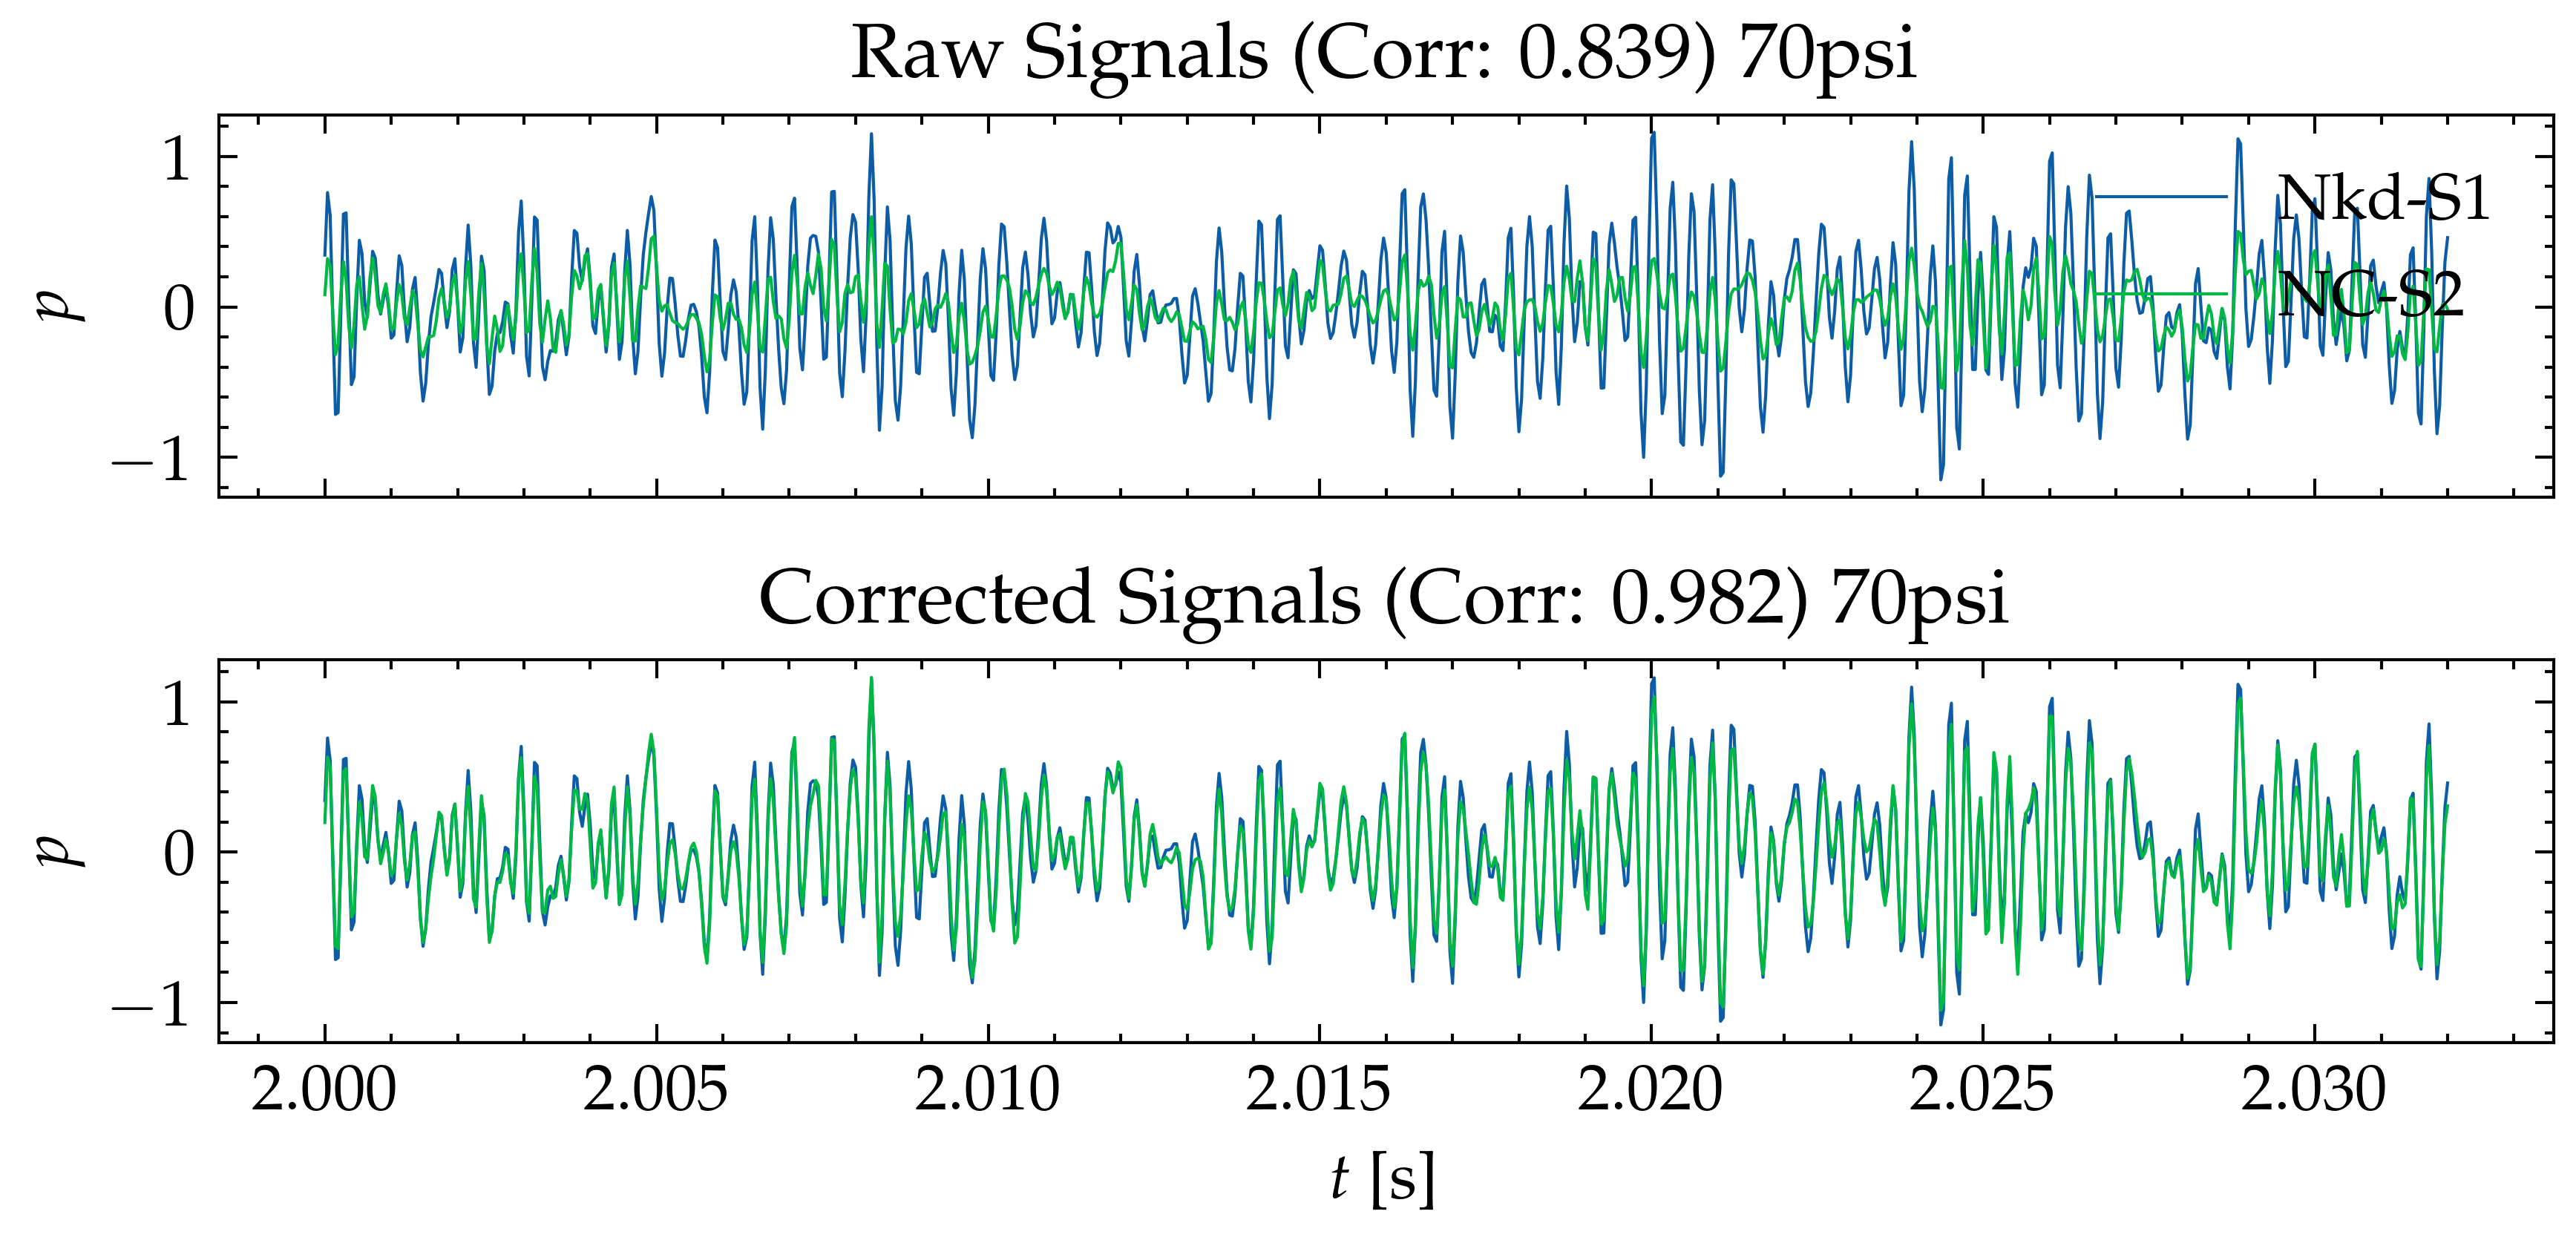 Raw Signals (Corr: 0.839) 70psi
1
0
−1
p
Nkd-S1
NC-S2
Corrected Signals (Corr: 0.982) 70psi
1
0
−1
p
2.000 2.005 2.010 2.015 2.020 2.025 2.030
t [s]